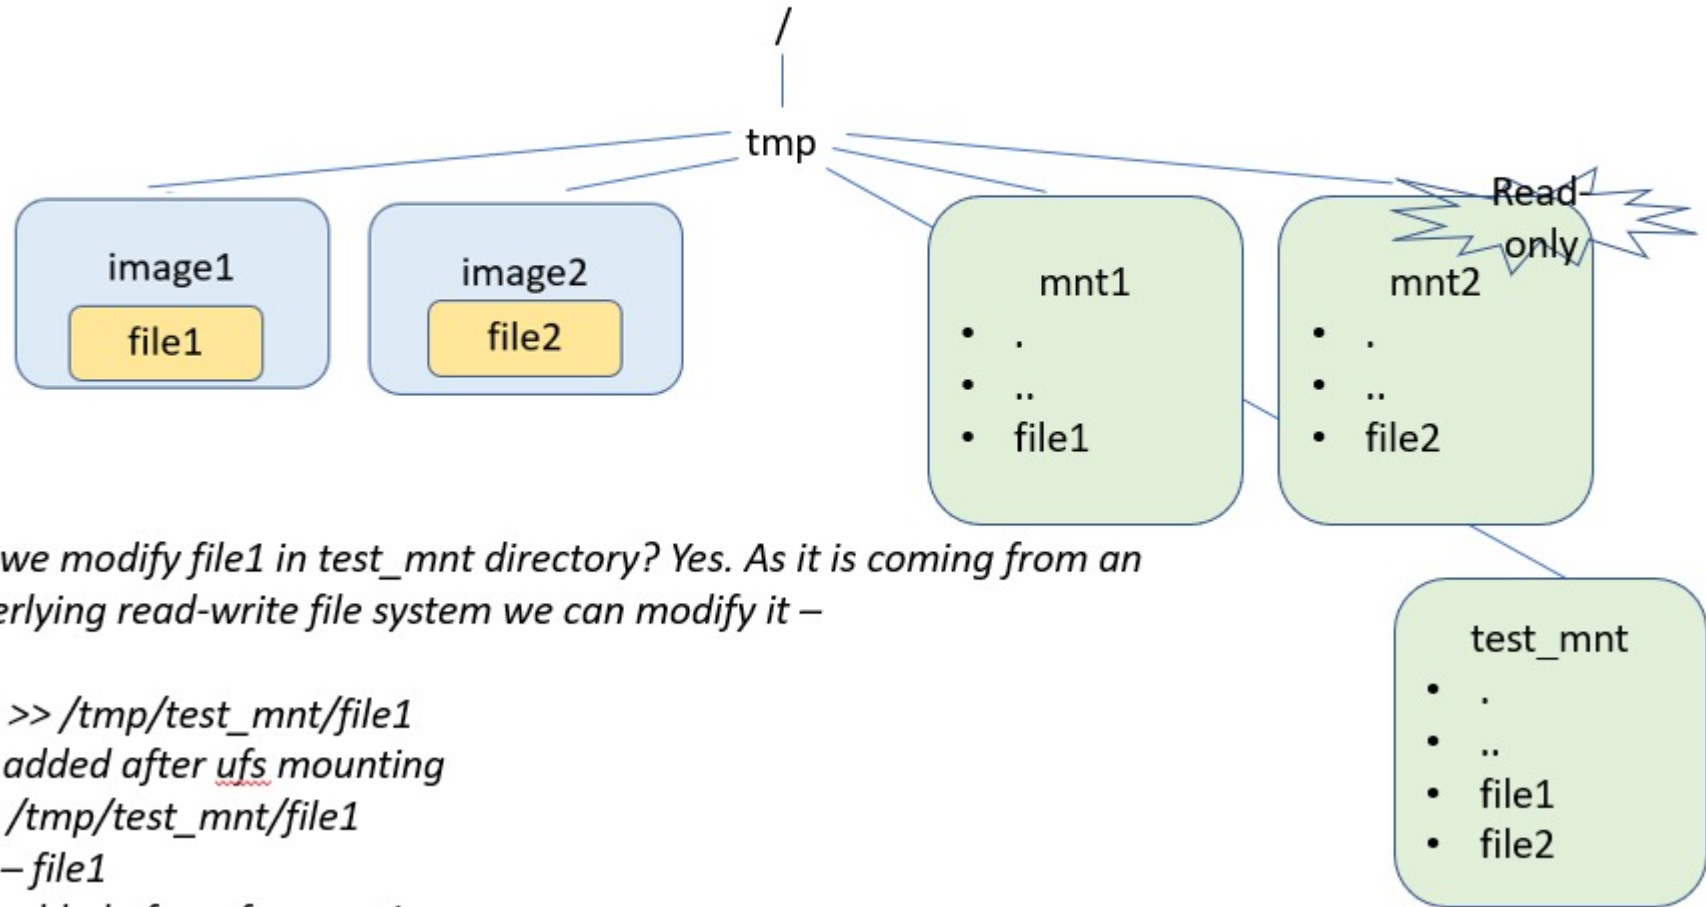 /
tmp
image1
file1
image2
file2
mnt1
• .
• ..
• file1
Read-
only
mnt2
• .
• ..
• file2
we modify file1 in test_mnt directory? Yes. As it is coming from an
erlying read-write file system we can modify it –
>> /tmp/test_mnt/file1
added after ufs mounting
/tmp/test_mnt/file1
– file1
test_mnt
• .
• ..
• file1
• file2